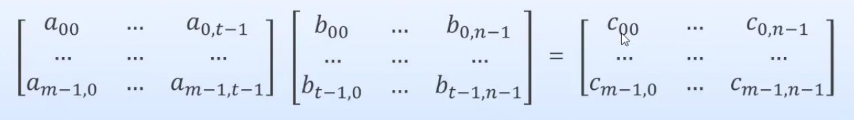 a₀₀ ... a₀,ₜ₋₁ b₀₀ ... b₀,ₙ₋₁ c₀₀ ... c₀,ₙ₋₁
... ... ... ... ... ... = ... ... ...
aₘ₋₁,₀ ... aₘ₋₁,ₜ₋₁ bₜ₋₁,₀ ... bₜ₋₁,ₙ₋₁ cₘ₋₁,₀ ... cₘ₋₁,ₙ₋₁